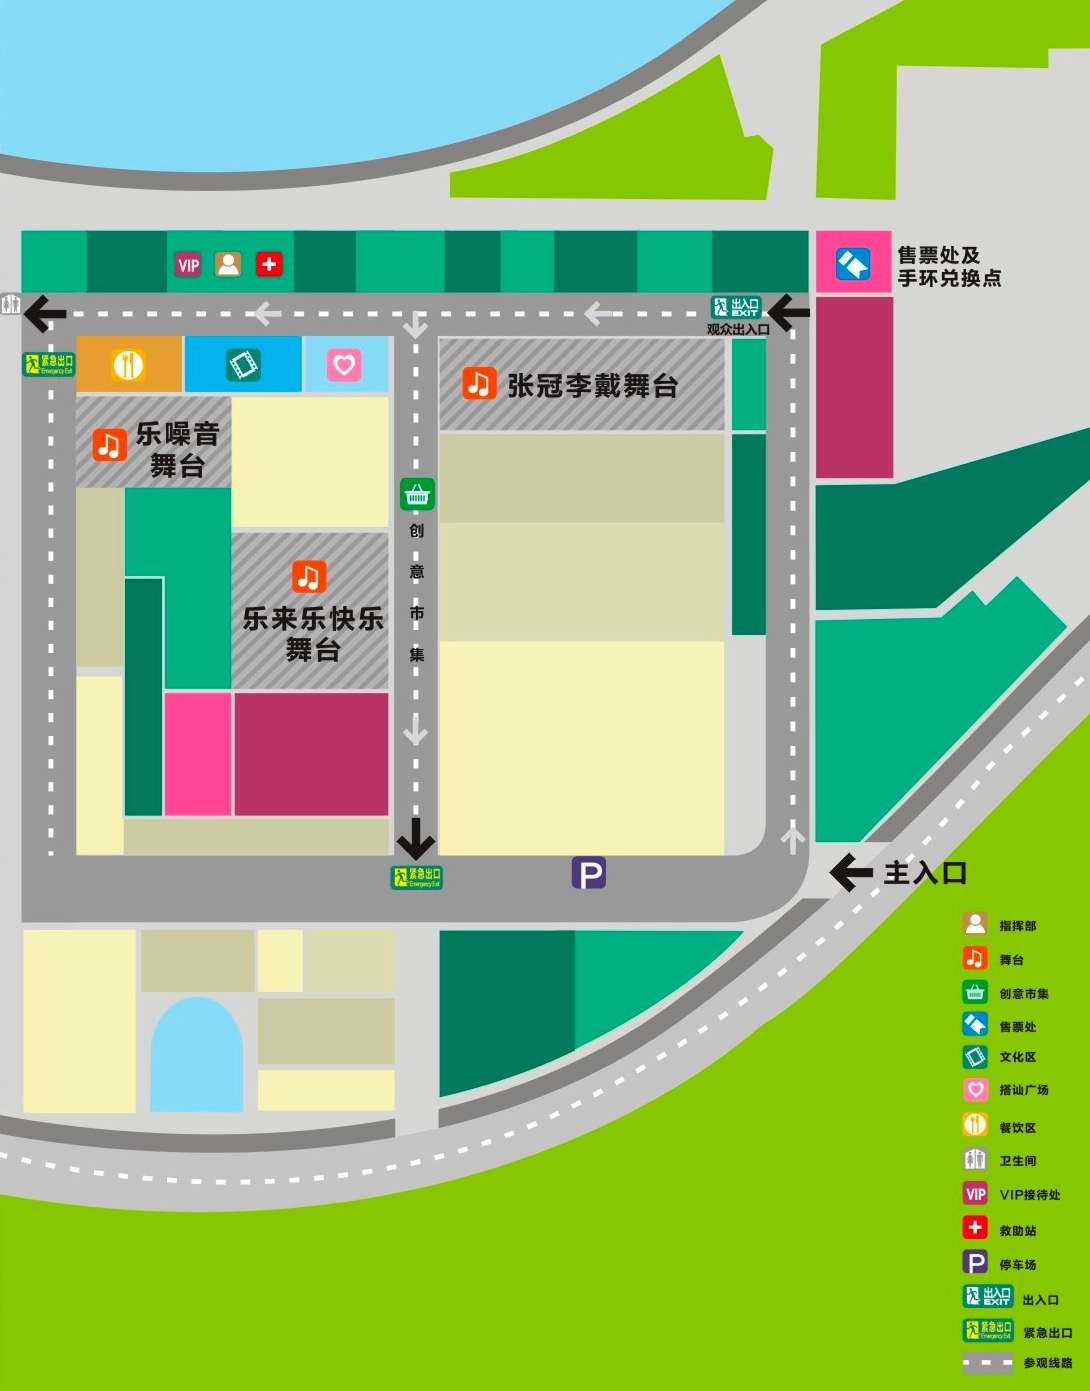 售票处及
手环兑换点
VIP
出入口
EXIT
观众出入口
紧急出口
Emergency Exit
张冠李戴舞台
乐噪音
舞台
创
意
市
集
乐来乐快乐
舞台
紧急出口
Emergency Exit
P
主入口
指挥部
舞台
创意市集
售票处
文化区
搭讪广场
餐饮区
卫生间
VIP VIP接待处
救助站
P 停车场
出入口
EXIT
出入口
紧急出口
Emergency Exit
紧急出口
参观线路